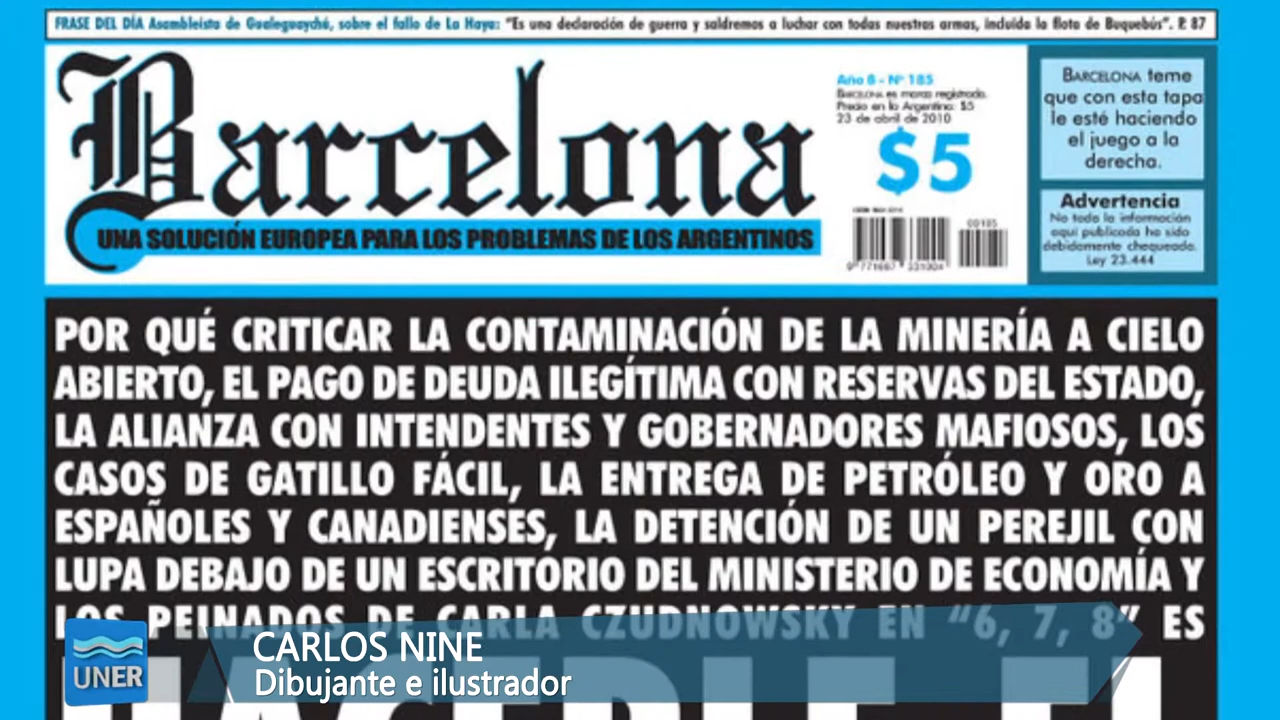 FRASE DEL DÍA Asambleísta de Gualeguaychú, sobre el fallo de La Haya: "Es una declaración de guerra y saldremos a luchar con todas nuestras armas, incluida la flota de Buquebús". P. 87
Barcelona
UNA SOLUCIÓN EUROPEA PARA LOS PROBLEMAS DE LOS ARGENTINOS
Año 8 - Nº 185
BARCELONA es marca registrada.
Precio en la Argentina: $5
23 de abril de 2010
$5
00185
BARCELONA teme
que con esta tapa
le esté haciendo
el juego a la
derecha.
Advertencia
No toda la información
aquí publicada ha sido
debidamente chequeada.
Ley 23.444
POR QUÉ CRITICAR LA CONTAMINACIÓN DE LA MINERÍA A CIELO
ABIERTO, EL PAGO DE DEUDA ILEGÍTIMA CON RESERVAS DEL ESTADO,
LA ALIANZA CON INTENDENTES Y GOBERNADORES MAFIOSOS, LOS
CASOS DE GATILLO FÁCIL, LA ENTREGA DE PETRÓLEO Y ORO A
ESPAÑOLES Y CANADIENSES, LA DETENCIÓN DE UN PEREJIL CON
LUPA DEBAJO DE UN ESCRITORIO DEL MINISTERIO DE ECONOMÍA Y
LOS PEINADOS DE CARLA CZUDNOWSKY EN "6, 7, 8" ES
HACERLE EL
UNER
CARLOS NINE
Dibujante e ilustrador